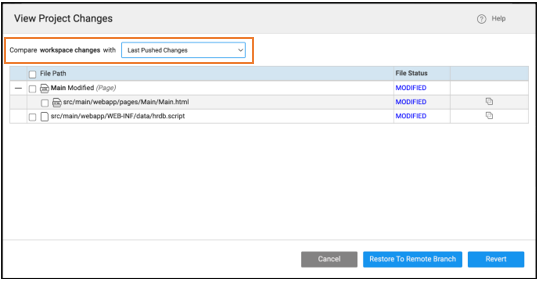 View Project Changes
Help
Compare workspace changes with Last Pushed Changes
File Path File Status
Main Modified (Page) MODIFIED
src/main/webapp/pages/Main/Main.html MODIFIED
src/main/webapp/WEB-INF/data/hrdb.script MODIFIED
Cancel Restore To Remote Branch Revert